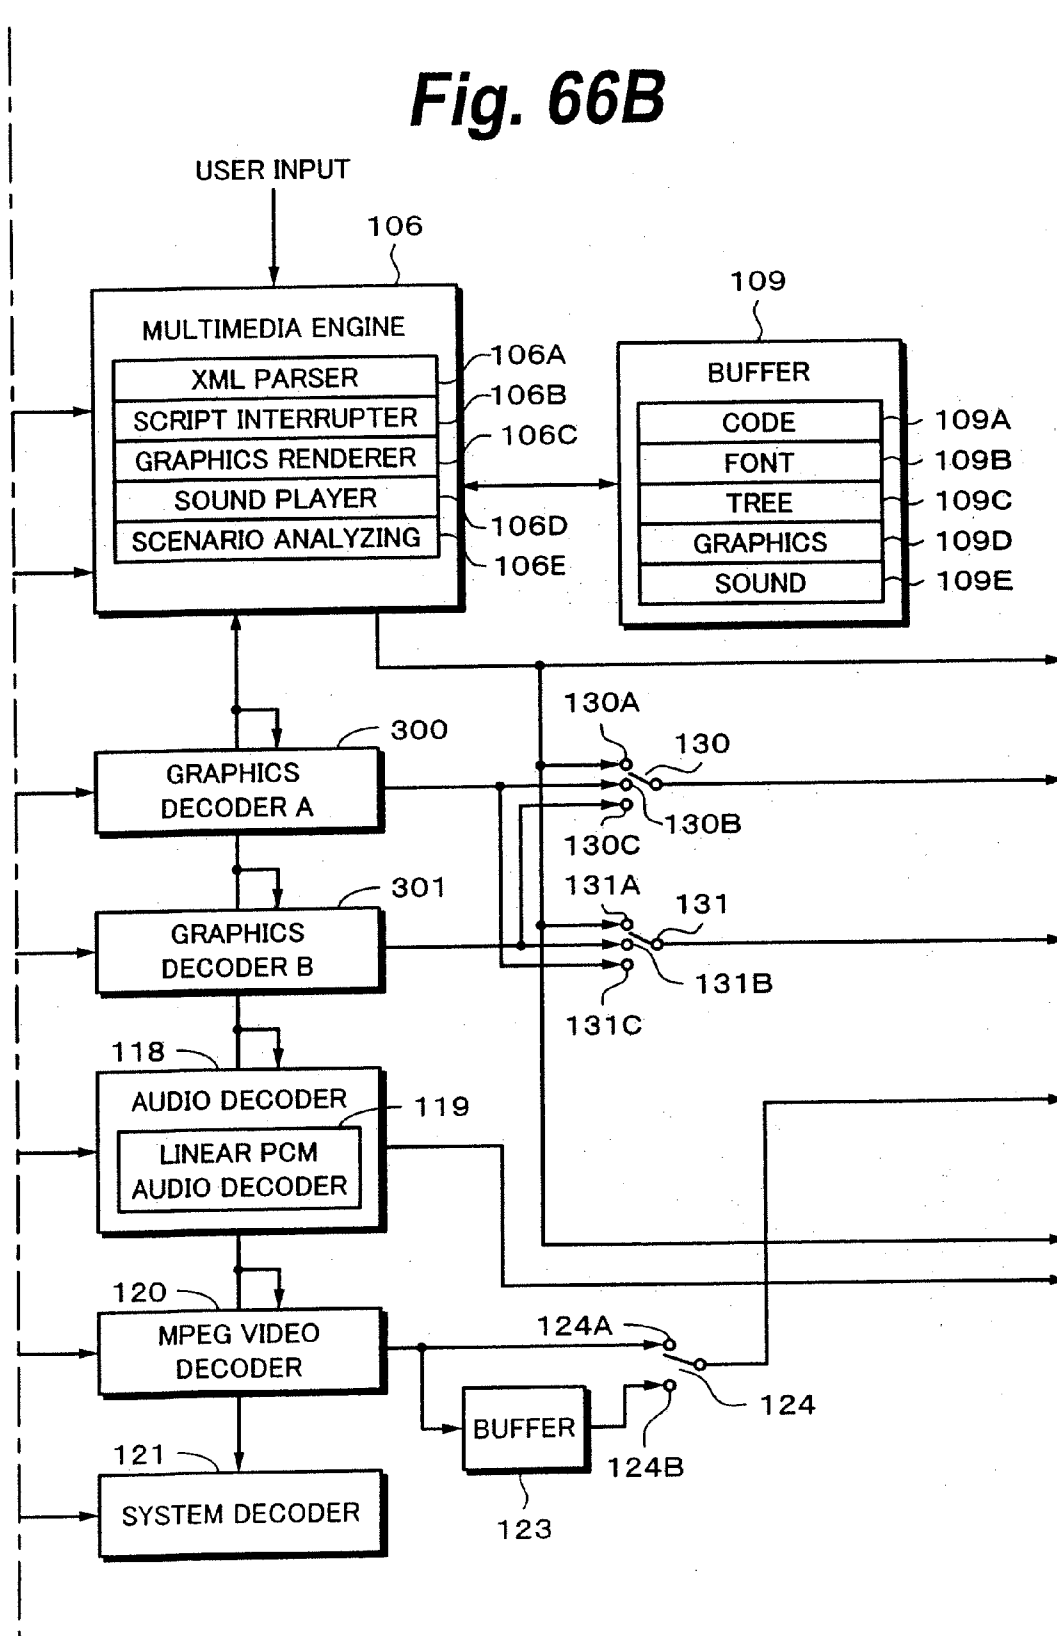 Fig. 66B
USER INPUT
106
109
MULTIMEDIA ENGINE
XML PARSER
106A
SCRIPT INTERRUPTER
106B
GRAPHICS RENDERER
106C
SOUND PLAYER
106D
SCENARIO ANALYZING
106E
BUFFER
CODE
109A
FONT
109B
TREE
109C
GRAPHICS
109D
SOUND
109E
300
GRAPHICS
DECODER A
130A
130
130B
130C
301
GRAPHICS
DECODER B
131A
131
131B
131C
118
AUDIO DECODER
119
LINEAR PCM
AUDIO DECODER
120
MPEG VIDEO
DECODER
124A
124
124B
BUFFER
123
121
SYSTEM DECODER